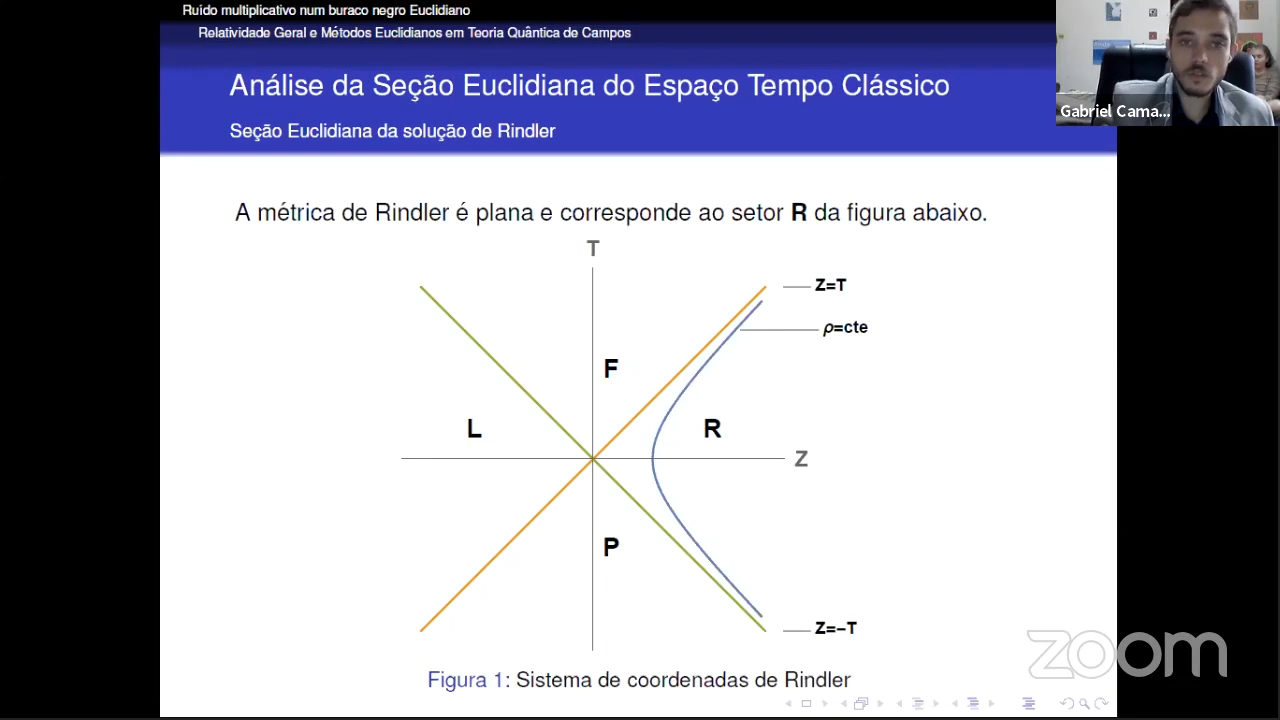 Ruído multiplicativo num buraco negro Euclidiano
Relatividade Geral e Métodos Euclidianos em Teoria Quântica de Campos
Análise da Seção Euclidiana do Espaço Tempo Clássico
Seção Euclidiana da solução de Rindler
Gabriel Cama...
A métrica de Rindler é plana e corresponde ao setor R da figura abaixo.
T
Z=T
ρ=cte
F
L
R
Z
P
Z=−T
zoom
Figura 1: Sistema de coordenadas de Rindler